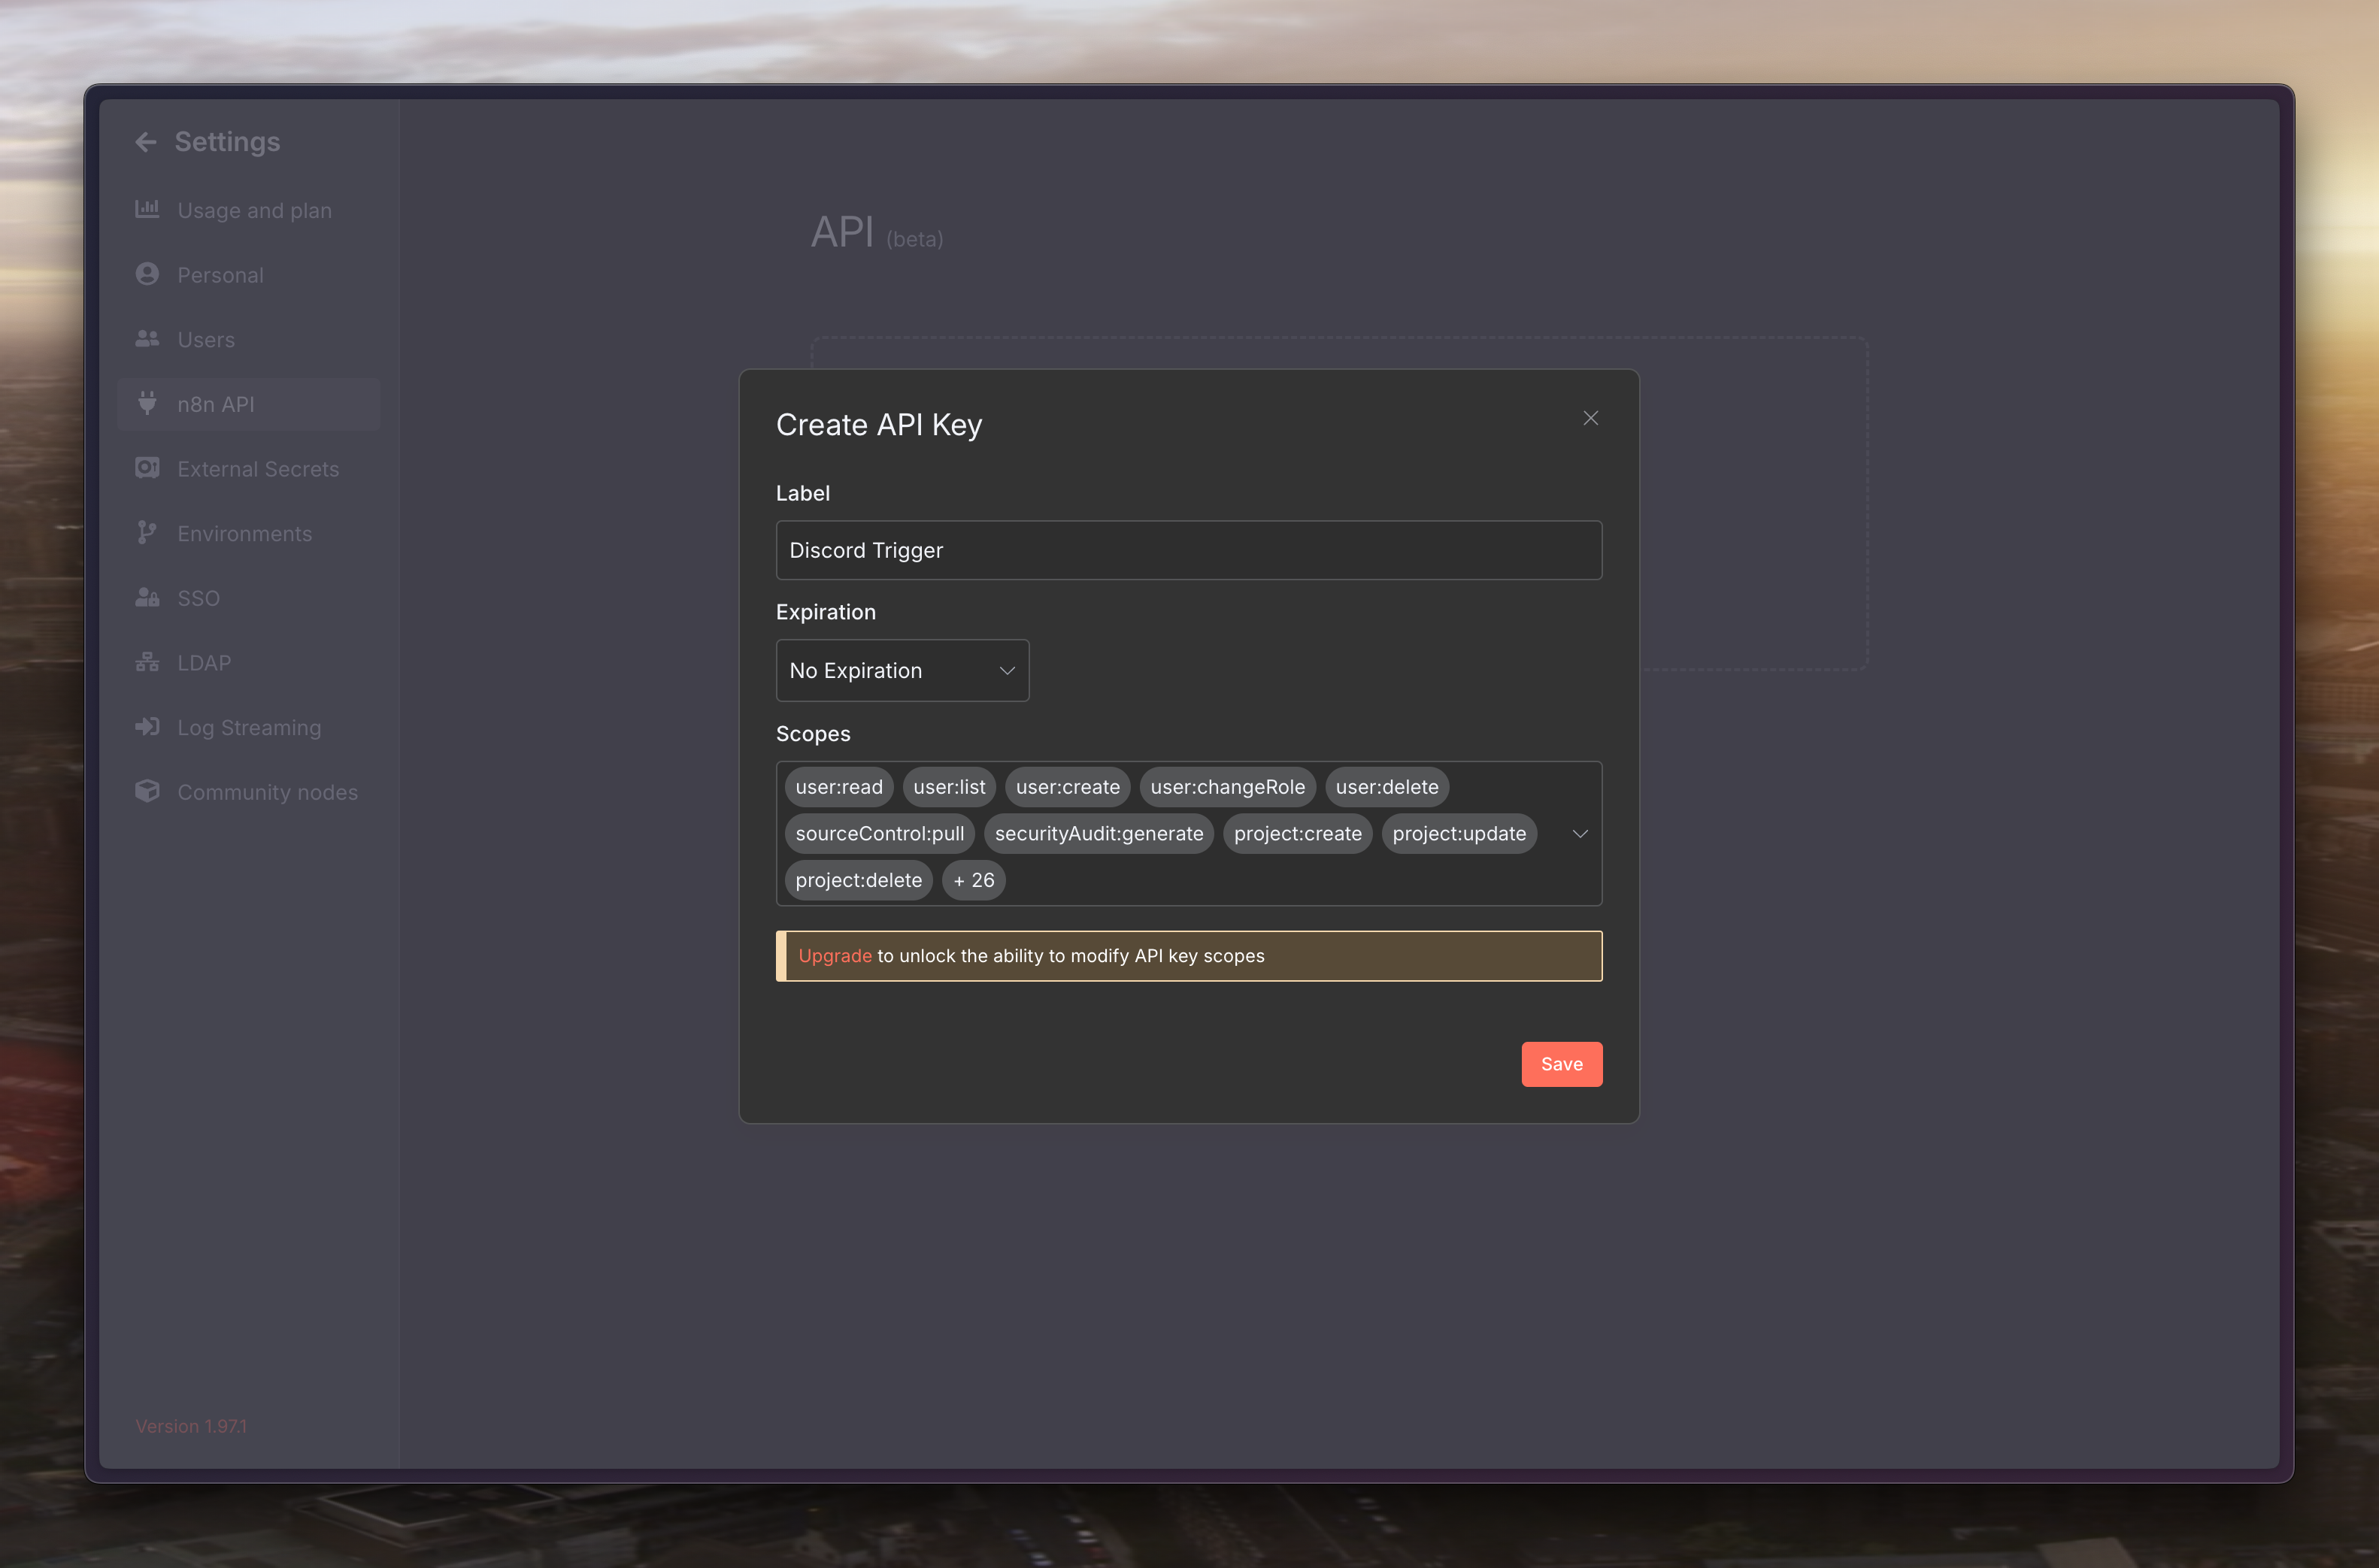 Settings
Usage and plan
Personal
Users
n8n API
External Secrets
Environments
SSO
LDAP
Log Streaming
Community nodes
Version 1.97.1
API (beta)
Create API Key
Label
Discord Trigger
Expiration
No Expiration
Scopes
user:read user:list user:create user:changeRole user:delete
sourceControl:pull securityAudit:generate project:create project:update
project:delete + 26
Upgrade to unlock the ability to modify API key scopes
Save